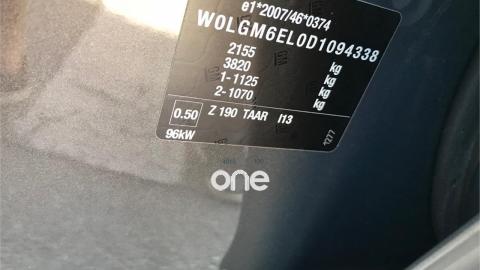 e1*2007/46*0374
W0LGM6EL0D1094338
2155 kg
3820 kg
1-1125 kg
2-1070 kg
0.50 Z 190 TAAR I13
96kW
4277
one